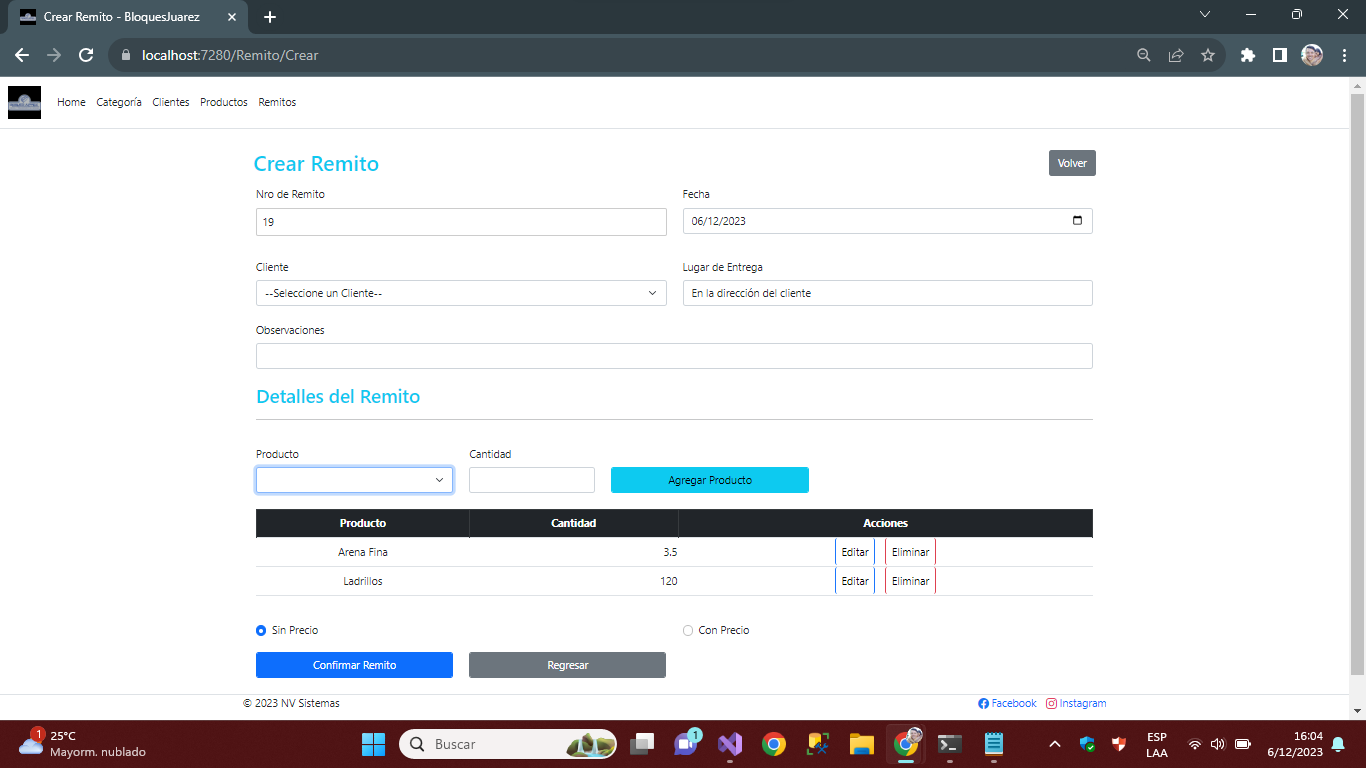 Crear Remito - BloquesJuarez
localhost:7280/Remito/Crear
Home Categoría Clientes Productos Remitos
Crear Remito
Volver
Nro de Remito
Fecha
19
06/12/2023
Cliente
Lugar de Entrega
--Seleccione un Cliente--
En la dirección del cliente
Observaciones
Detalles del Remito
Producto
Cantidad
Agregar Producto
Producto Cantidad Acciones
Arena Fina 3.5 Editar Eliminar
Ladrillos 120 Editar Eliminar
Sin Precio
Con Precio
Confirmar Remito
Regresar
© 2023 NV Sistemas
Facebook Instagram
1
25°C
Mayorm. nublado
Buscar
1
ESP
LAA
16:04
6/12/2023